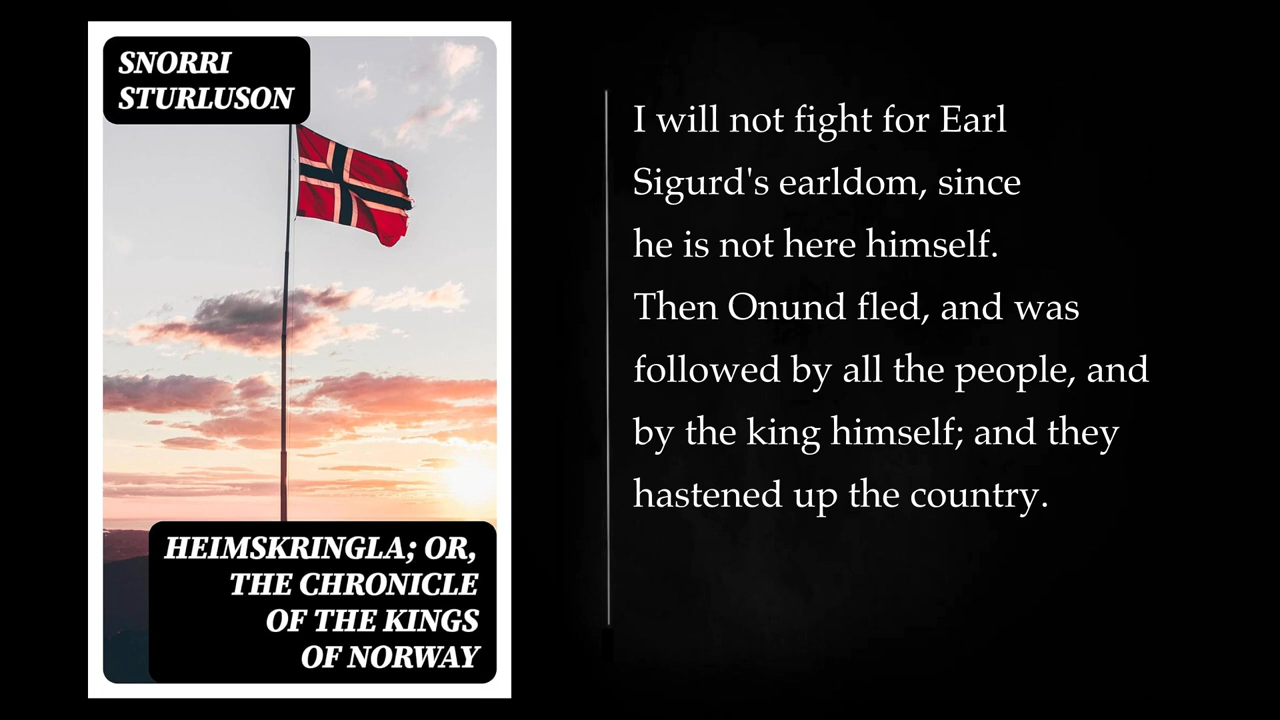 SNORRI
STURLUSON
HEIMSKRINGLA; OR,
THE CHRONICLE
OF THE KINGS
OF NORWAY
I will not fight for Earl
Sigurd's earldom, since
he is not here himself.
Then Onund fled, and was
followed by all the people, and
by the king himself; and they
hastened up the country.